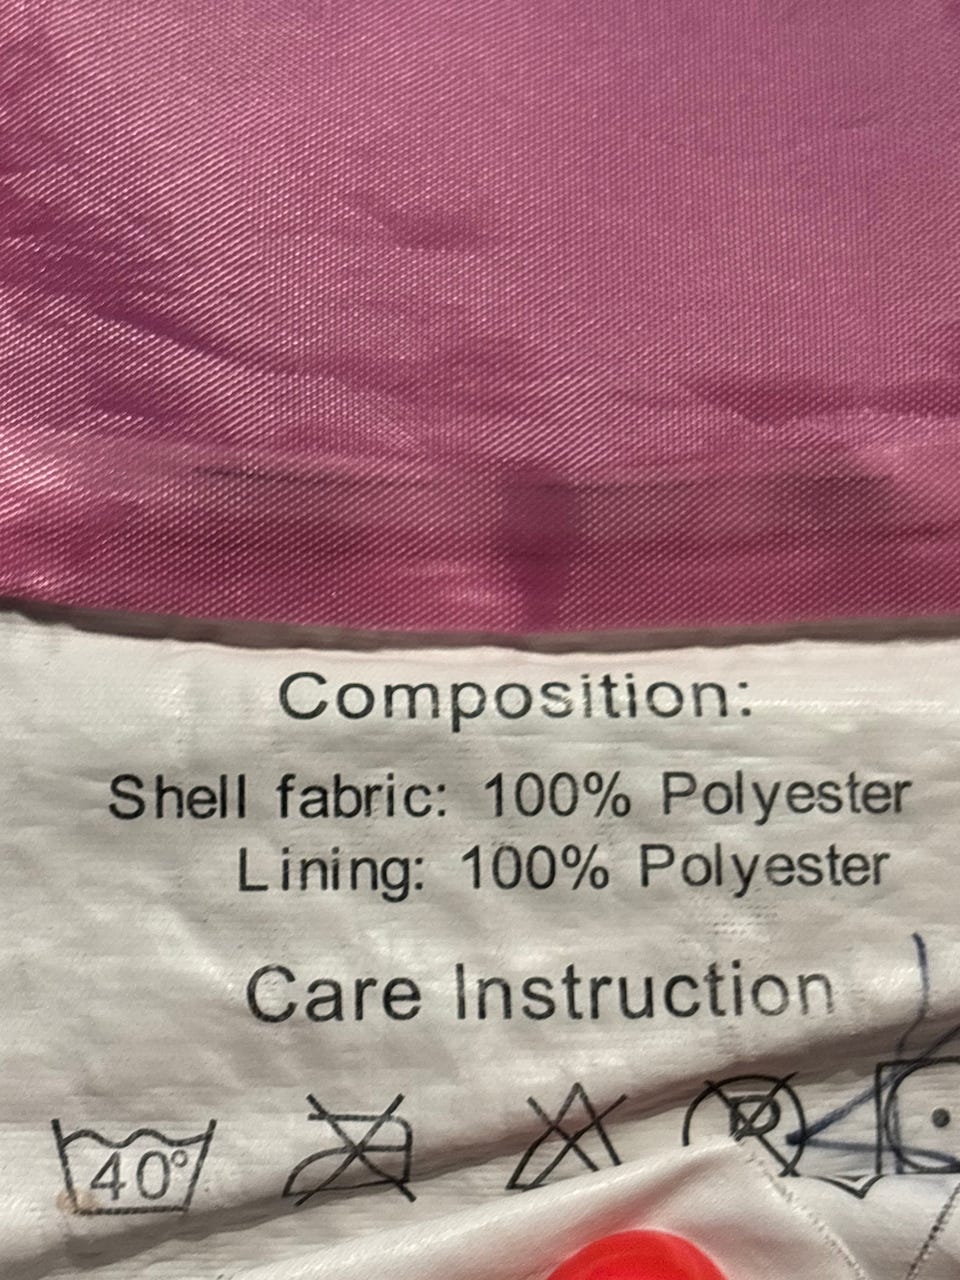 Composition:
Shell fabric: 100% Polyester
Lining: 100% Polyester
Care Instruction
40°
P